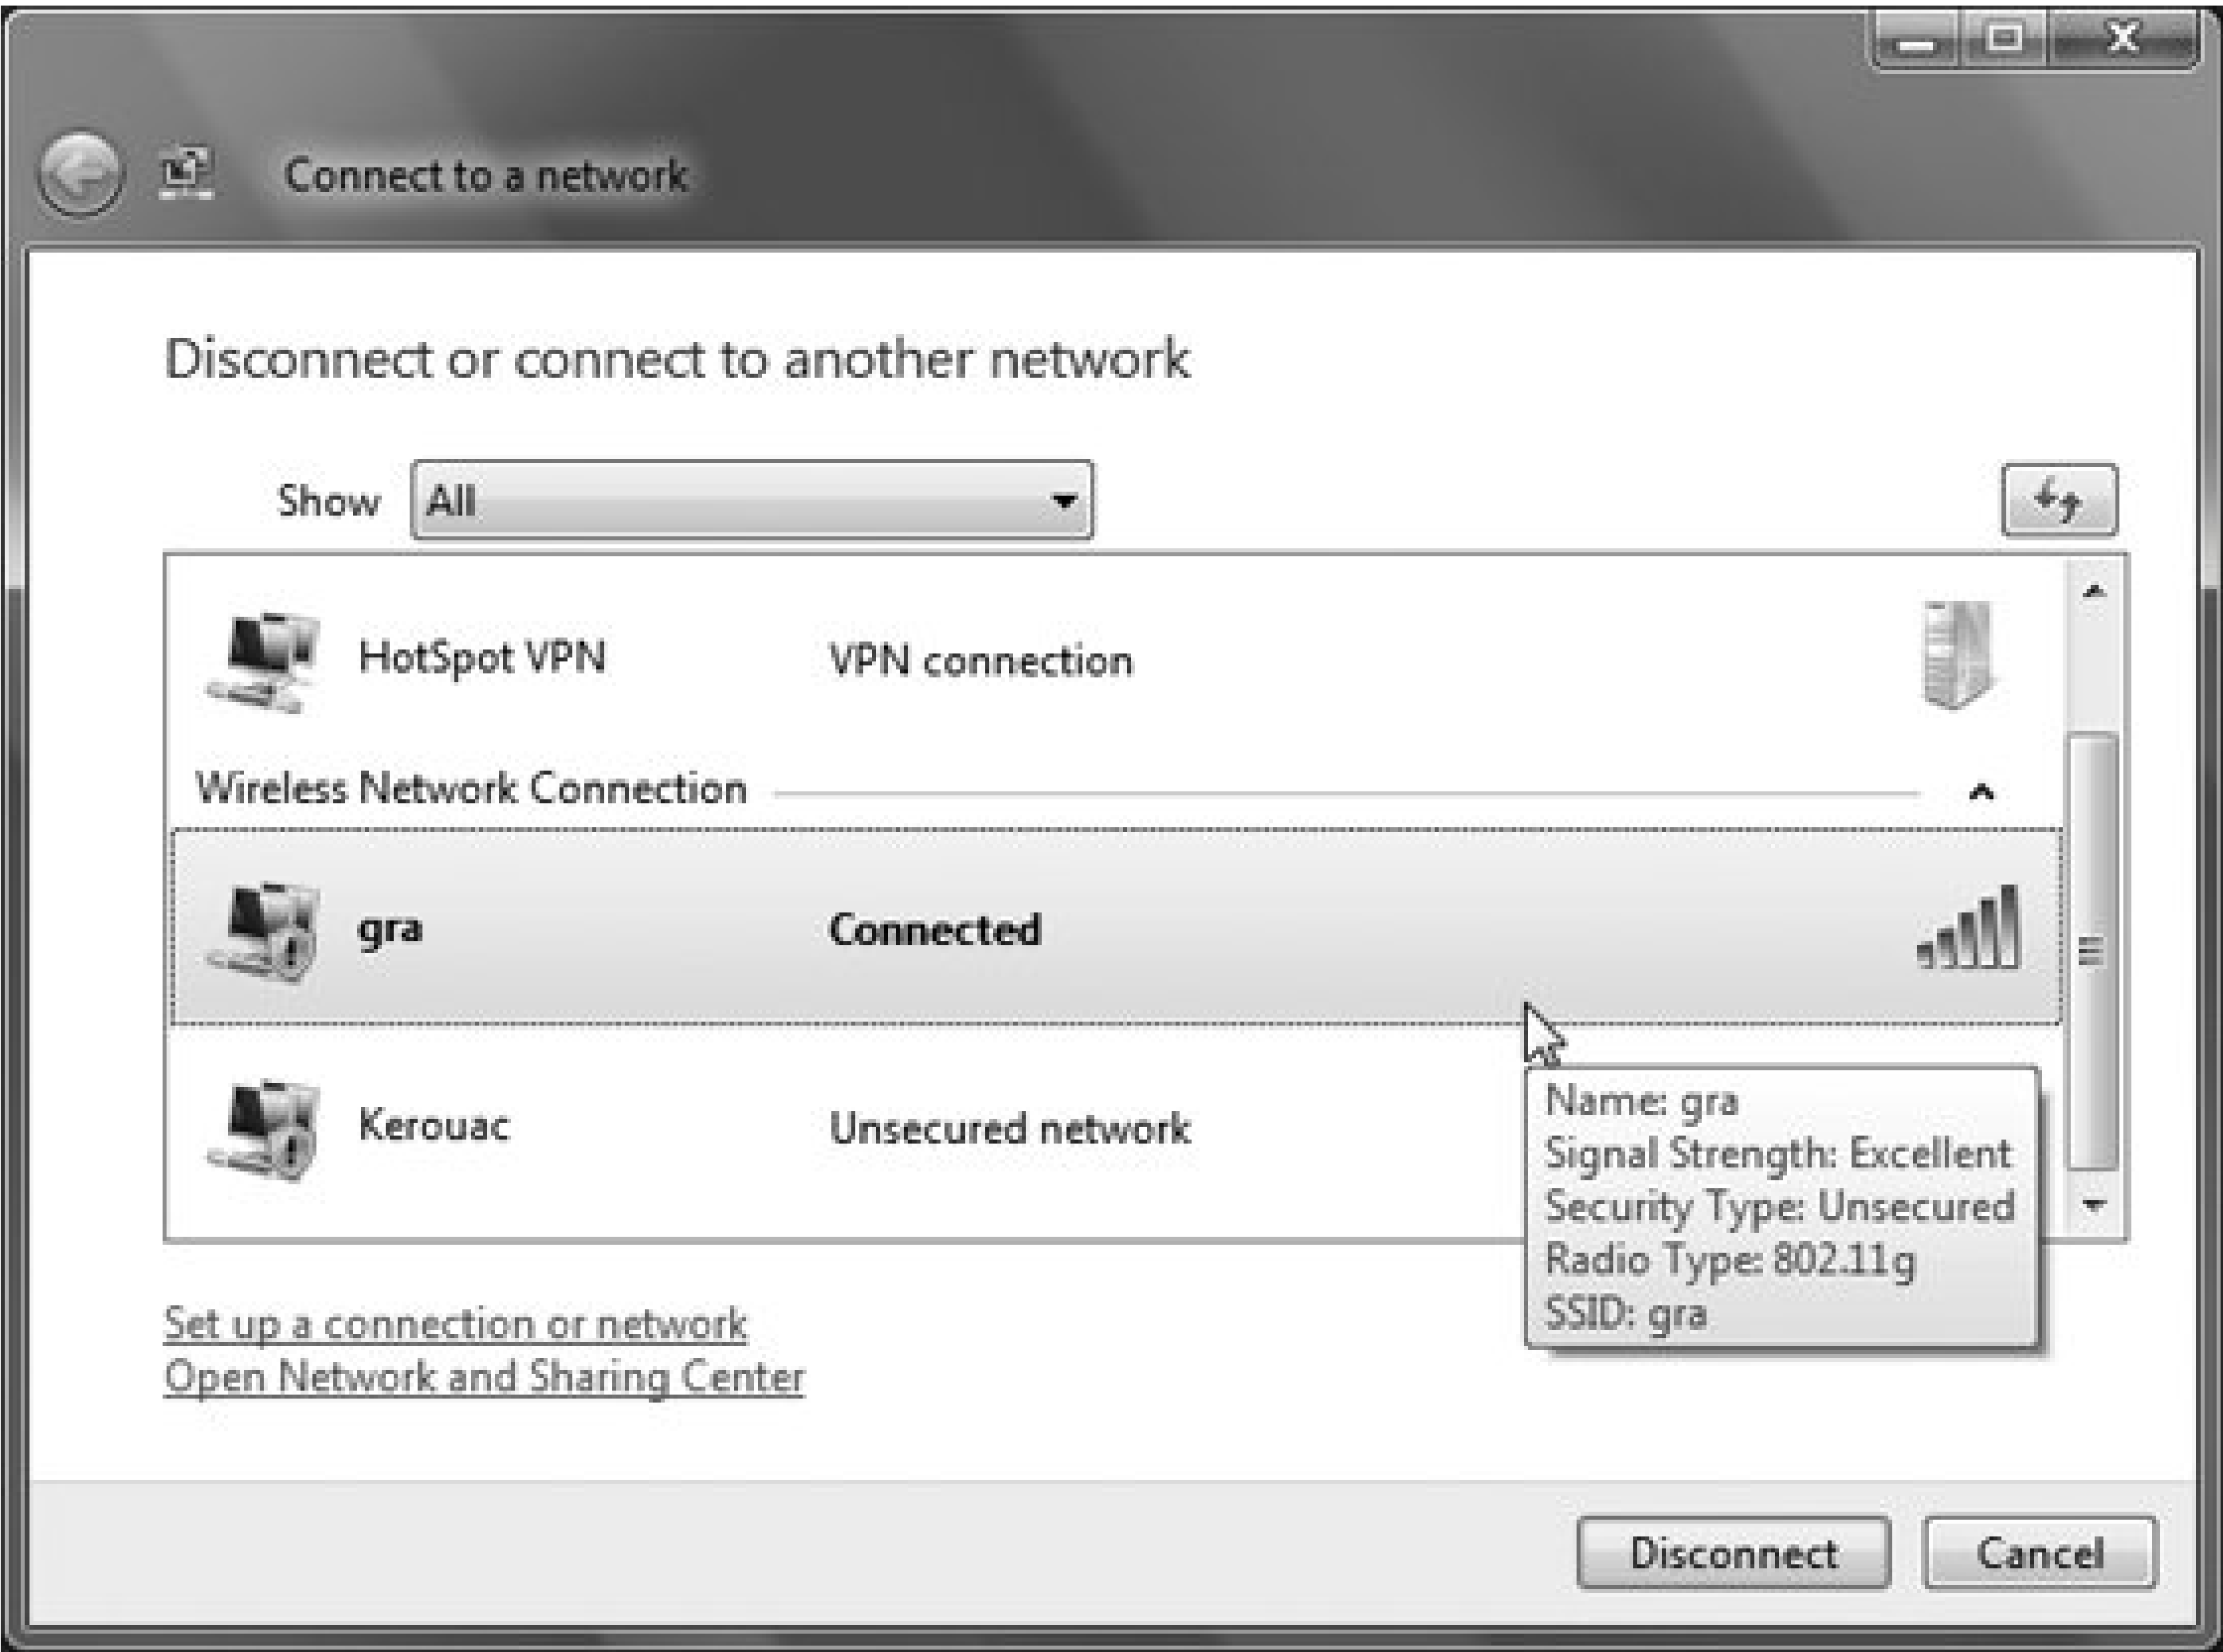 Connect to a network
Disconnect or connect to another network
Show All
HotSpot VPN VPN connection
Wireless Network Connection
gra Connected
Kerouac Unsecured network
Name: gra
Signal Strength: Excellent
Security Type: Unsecured
Radio Type: 802.11g
SSID: gra
Set up a connection or network
Open Network and Sharing Center
Disconnect Cancel